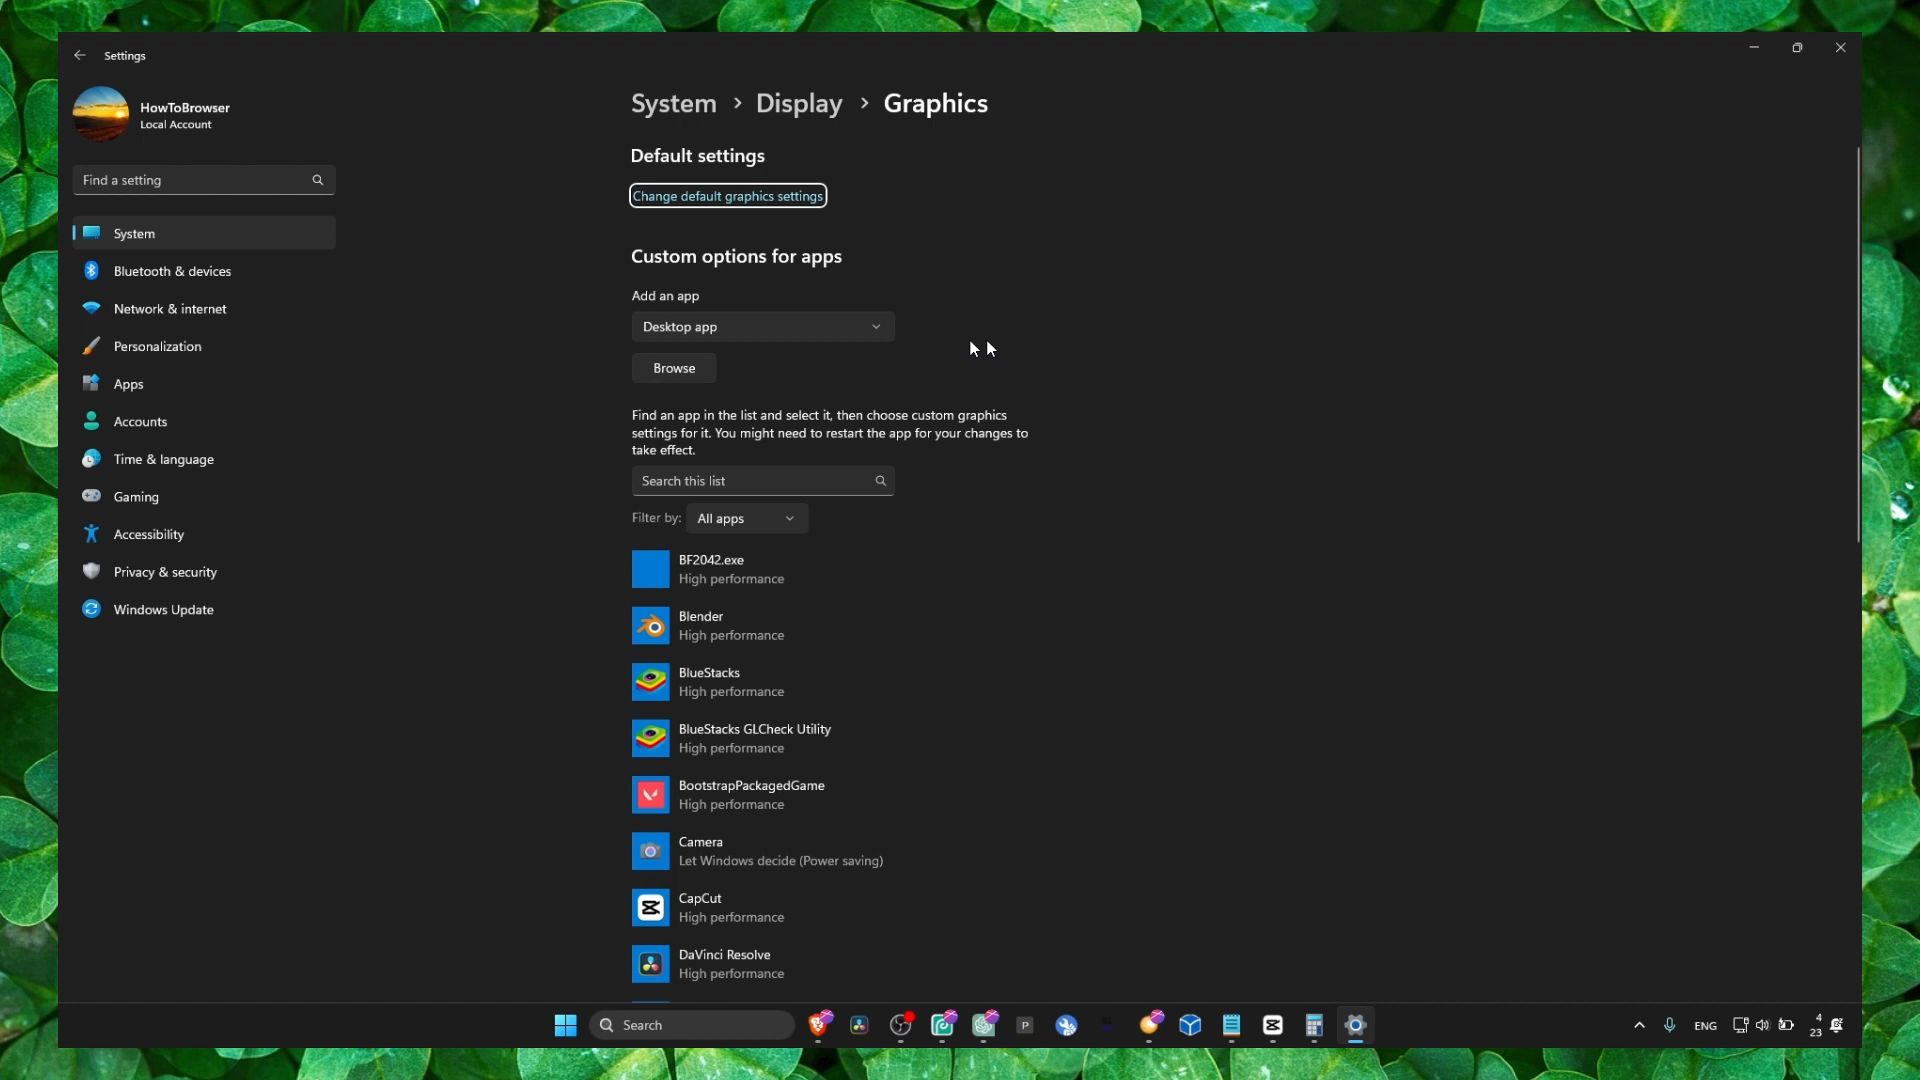 Settings
HowToBrowser
Local Account
Find a setting
System
Bluetooth & devices
Network & internet
Personalization
Apps
Accounts
Time & language
Gaming
Accessibility
Privacy & security
Windows Update
System > Display > Graphics
Default settings
Change default graphics settings
Custom options for apps
Add an app
Desktop app
Browse
Find an app in the list and select it, then choose custom graphics
settings for it. You might need to restart the app for your changes to
take effect.
Search this list
Filter by: All apps
BF2042.exe
High performance
Blender
High performance
BlueStacks
High performance
BlueStacks GLCheck Utility
High performance
BootstrapPackagedGame
High performance
Camera
Let Windows decide (Power saving)
CapCut
High performance
DaVinci Resolve
High performance
Search
P
ENG
4
23